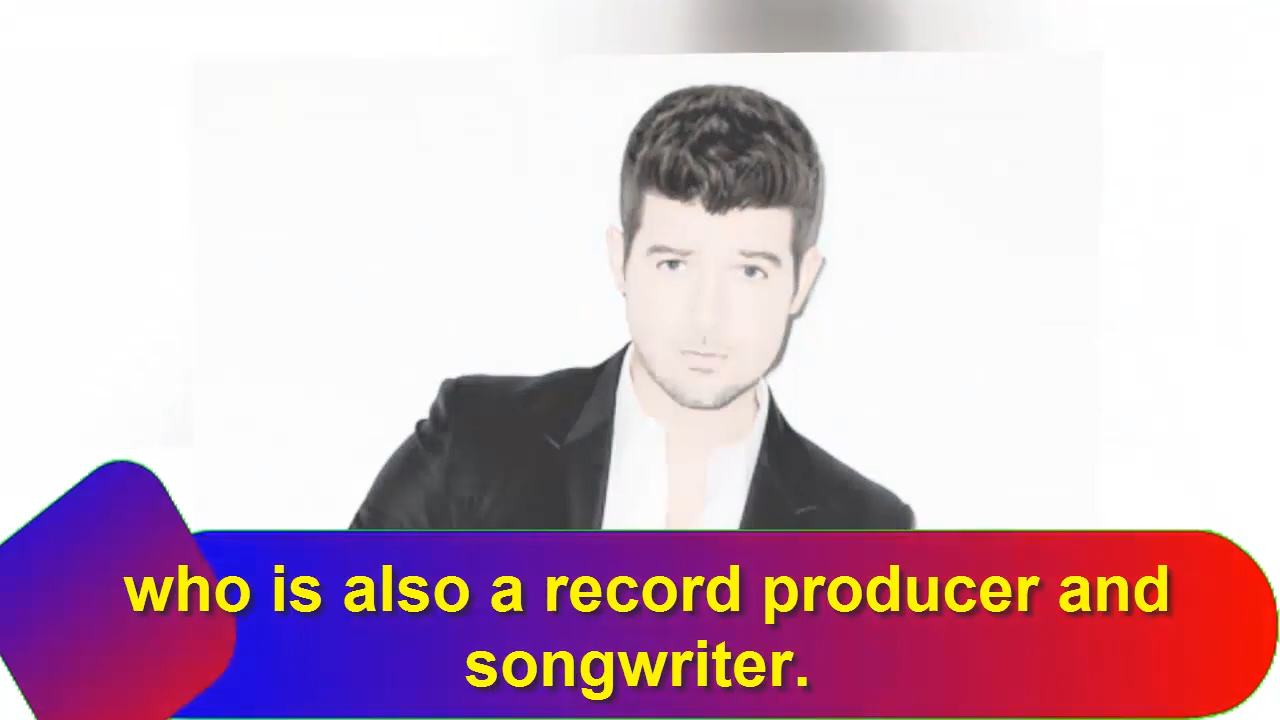 who is also a record producer and
songwriter.